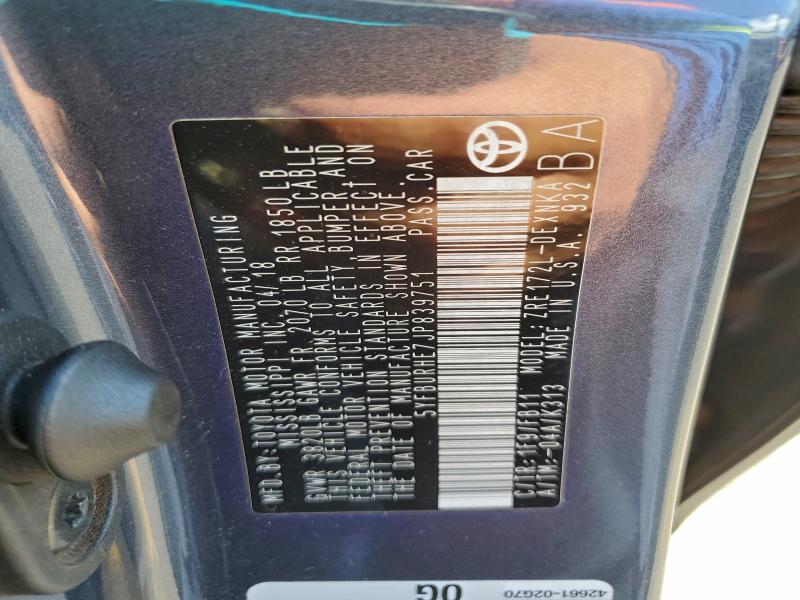 MFD.BY: TOYOTA MOTOR MANUFACTURING
MISSISSIPPI INC. 04/18
GVWR 3820LB GAWR FR. 2070 LB RR 1850 LB
THIS VEHICLE CONFORMS TO ALL APPLICABLE
FEDERAL MOTOR VEHICLE SAFETY, BUMPER, AND
THEFT PREVENTION STANDARDS IN EFFECT ON
THE DATE OF MANUFACTURE SHOWN ABOVE.
5YFBURHE7JP839751 PASS.CAR
C/TR: 1F9/FB11 MODEL: ZRE172L-DEXNKA
A/TM:-04A/K313 MADE IN U.S.A. 932 BA
42661-02G70
OG